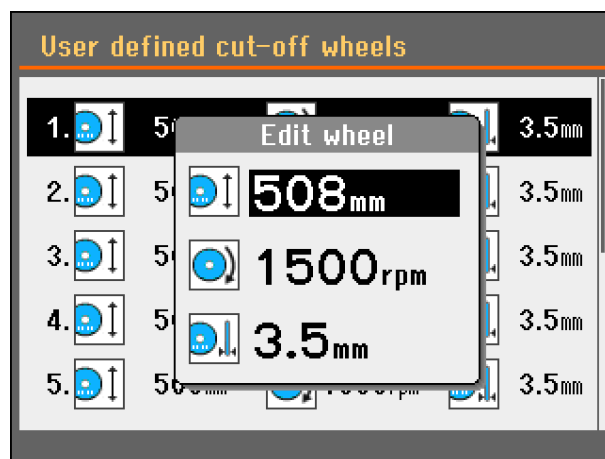 User defined cut-off wheels
1. 3.5mm
Edit wheel
508mm
2. 3.5mm
1500rpm
3. 3.5mm
3.5mm
4. 3.5mm
5. 3.5mm